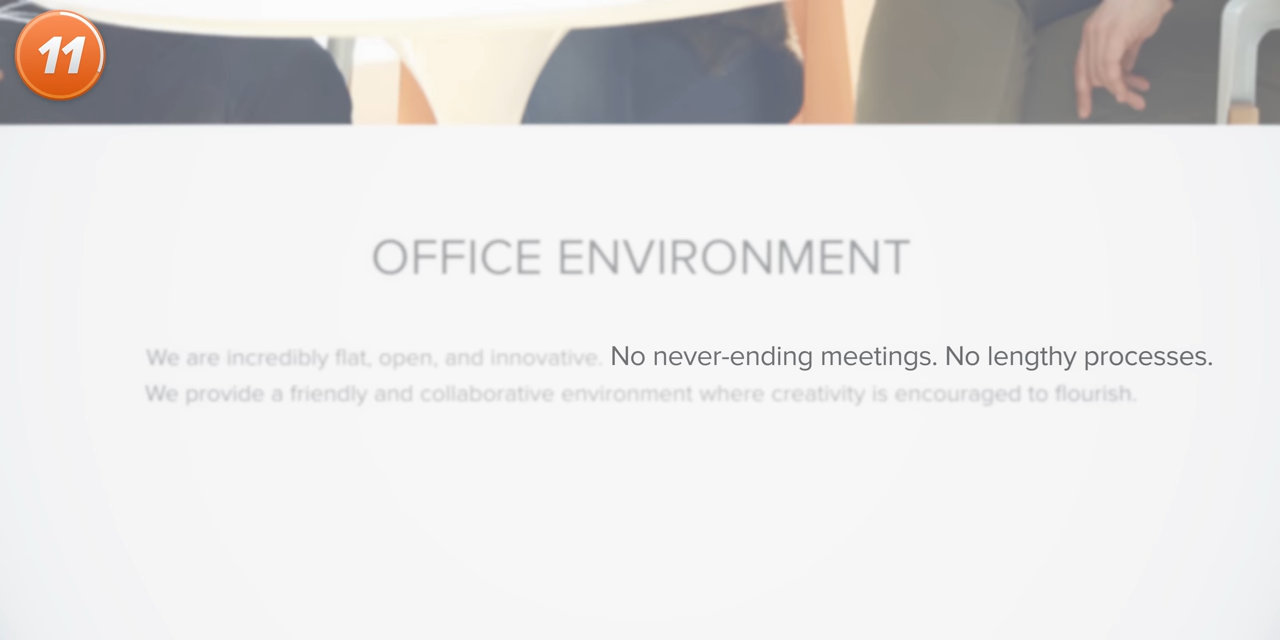 11
OFFICE ENVIRONMENT
We are incredibly flat, open, and innovative. No never-ending meetings. No lengthy processes.
We provide a friendly and collaborative environment where creativity is encouraged to flourish.